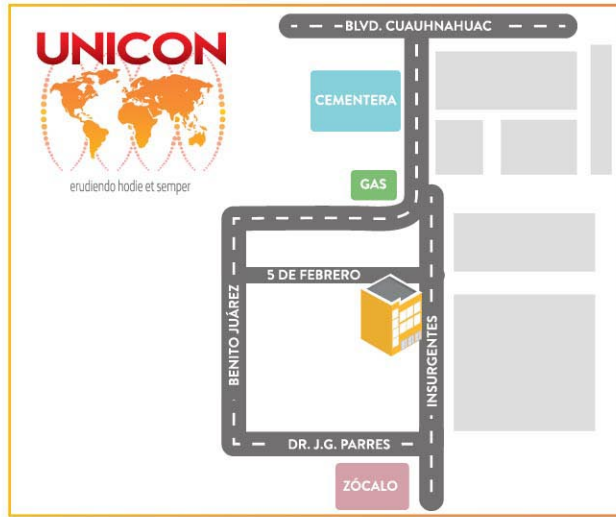 UNICON
erudiendo hodie et semper
BLVD. CUAUHNAHUAC
CEMENTERA
GAS
5 DE FEBRERO
BENITO JUÁREZ
INSURGENTES
DR. J.G. PARRES
ZÓCALO